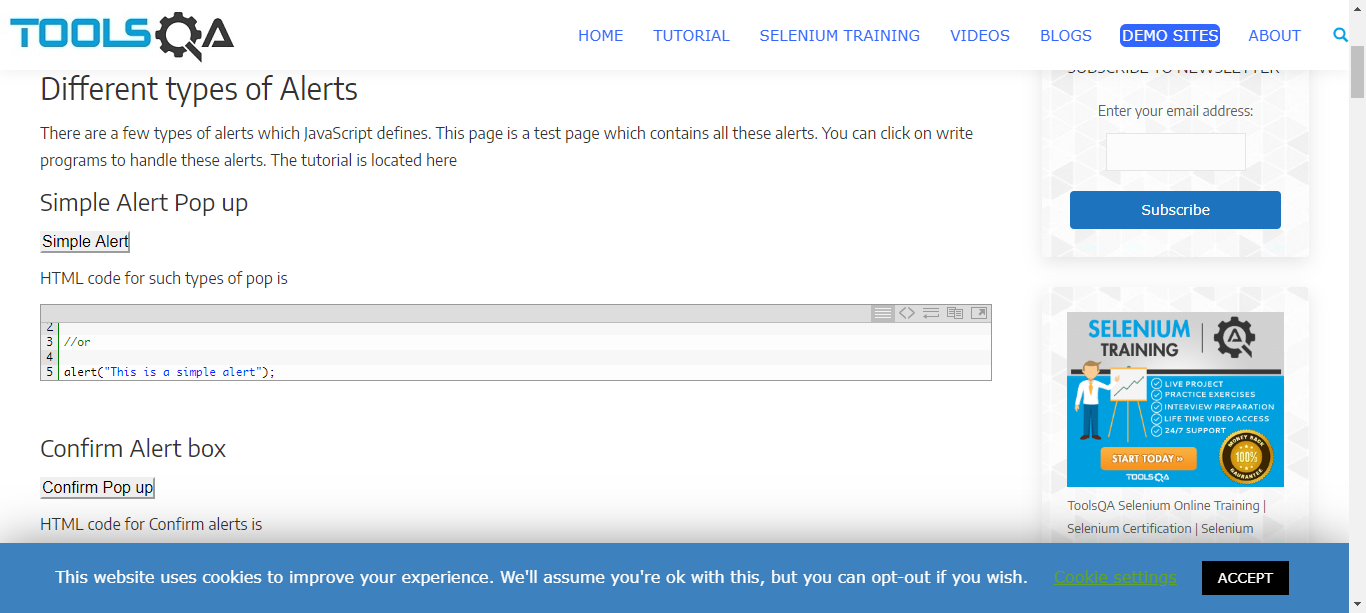 TOOLSQA
HOME TUTORIAL SELENIUM TRAINING VIDEOS BLOGS DEMO SITES ABOUT
Different types of Alerts
There are a few types of alerts which JavaScript defines. This page is a test page which contains all these alerts. You can click on write
programs to handle these alerts. The tutorial is located here
Simple Alert Pop up
Simple Alert
HTML code for such types of pop is
2
3 //or
4
5 alert("This is a simple alert");
Confirm Alert box
Confirm Pop up
HTML code for Confirm alerts is
SUBSCRIBE TO NEWSLETTER
Enter your email address:
Subscribe
SELENIUM
TRAINING
LIVE PROJECT
PRACTICE EXERCISES
INTERVIEW PREPARATION
LIFE TIME VIDEO ACCESS
24/7 SUPPORT
START TODAY »
MONEY BACK
100%
GUARANTEE
TOOLSQA
ToolsQA Selenium Online Training |
Selenium Certification | Selenium
This website uses cookies to improve your experience. We'll assume you're ok with this, but you can opt-out if you wish. Cookie settings ACCEPT